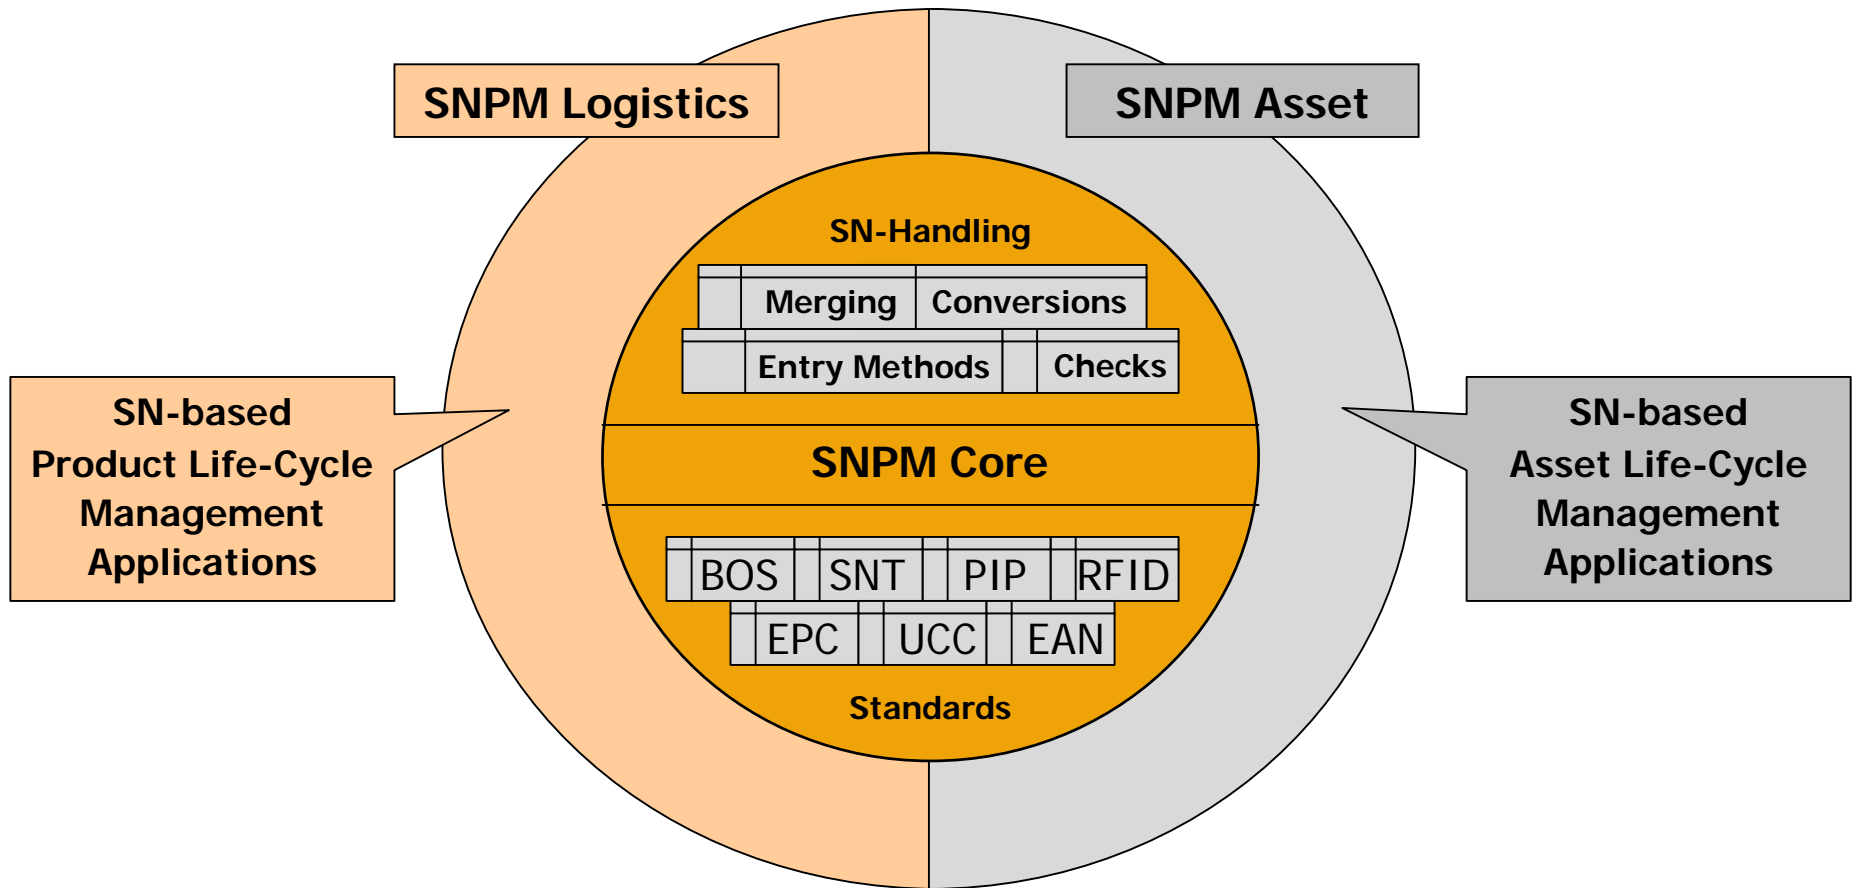 SNPM Logistics
SNPM Asset
SN-Handling
Merging Conversions
Entry Methods Checks
SN-based
Product Life-Cycle
Management
Applications
SNPM Core
SN-based
Asset Life-Cycle
Management
Applications
BOS SNT PIP RFID
EPC UCC EAN
Standards